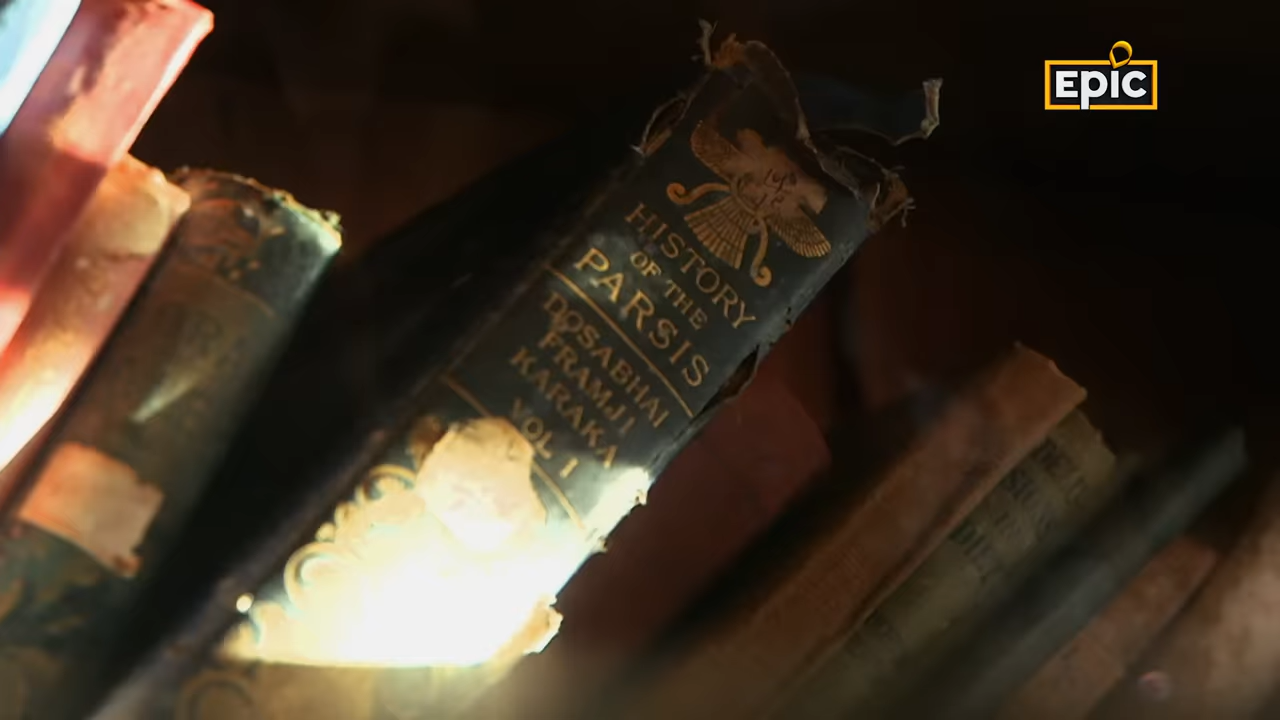 EPIC
HISTORY
OF THE
PARSIS
DOSABHAI
FRAMJI
KARAKA
VOL I